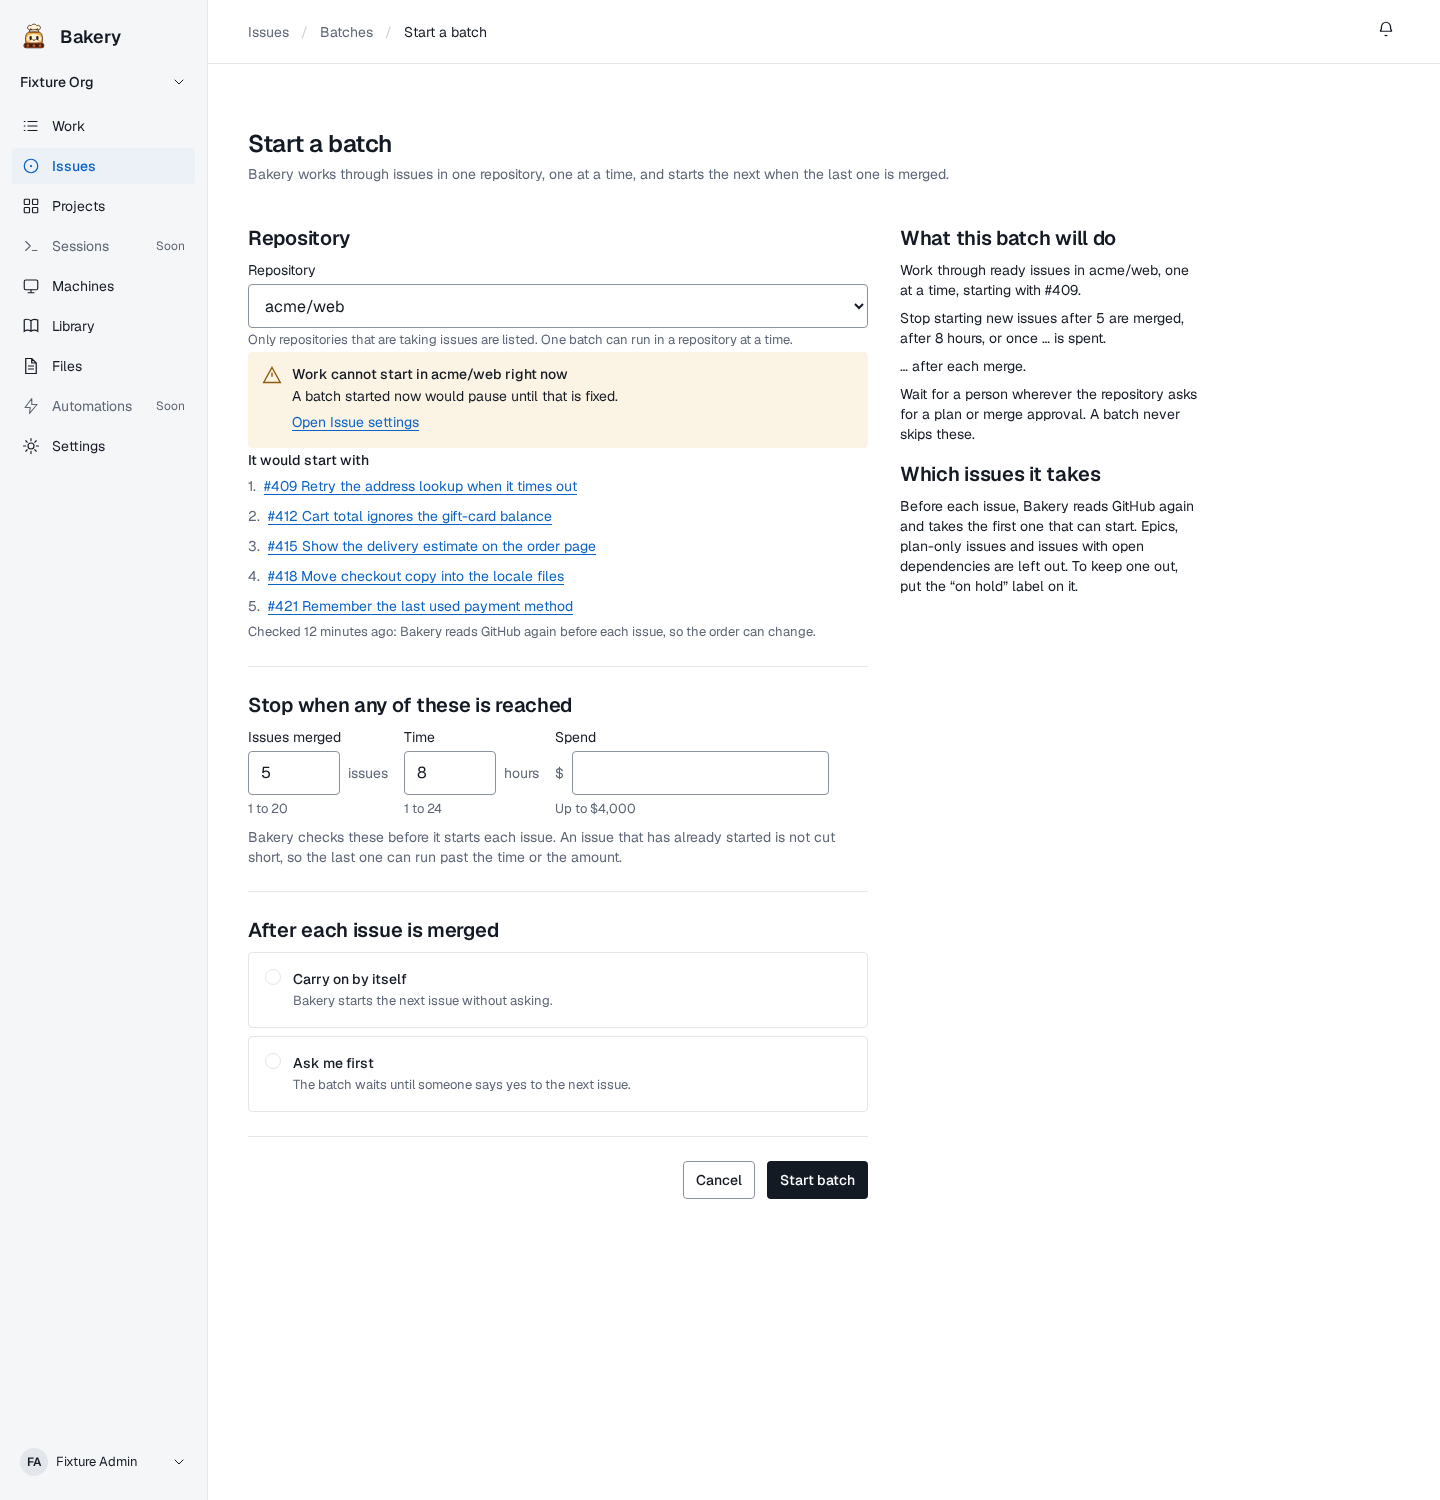 Bakery
Fixture Org
Work
Issues
Projects
Sessions Soon
Machines
Library
Files
Automations Soon
Settings
FA Fixture Admin
Issues / Batches / Start a batch
Start a batch
Bakery works through issues in one repository, one at a time, and starts the next when the last one is merged.
Repository
Repository
acme/web
Only repositories that are taking issues are listed. One batch can run in a repository at a time.
Work cannot start in acme/web right now
A batch started now would pause until that is fixed.
Open Issue settings
It would start with
1. #409 Retry the address lookup when it times out
2. #412 Cart total ignores the gift-card balance
3. #415 Show the delivery estimate on the order page
4. #418 Move checkout copy into the locale files
5. #421 Remember the last used payment method
Checked 12 minutes ago: Bakery reads GitHub again before each issue, so the order can change.
Stop when any of these is reached
Issues merged Time Spend
5 issues 8 hours $
1 to 20 1 to 24 Up to $4,000
Bakery checks these before it starts each issue. An issue that has already started is not cut
short, so the last one can run past the time or the amount.
After each issue is merged
Carry on by itself
Bakery starts the next issue without asking.
Ask me first
The batch waits until someone says yes to the next issue.
Cancel Start batch
What this batch will do
Work through ready issues in acme/web, one
at a time, starting with #409.
Stop starting new issues after 5 are merged,
after 8 hours, or once … is spent.
… after each merge.
Wait for a person wherever the repository asks
for a plan or merge approval. A batch never
skips these.
Which issues it takes
Before each issue, Bakery reads GitHub again
and takes the first one that can start. Epics,
plan-only issues and issues with open
dependencies are left out. To keep one out,
put the “on hold” label on it.